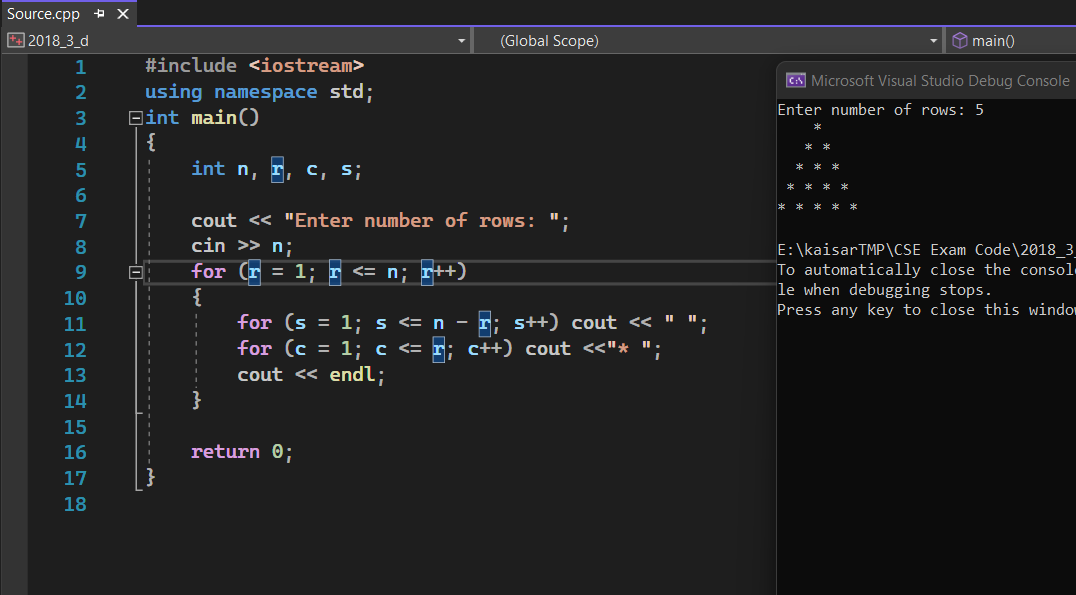 Source.cpp
2018_3_d (Global Scope) main()
1 #include <iostream>
2 using namespace std;
3 int main()
4 {
5 int n, r, c, s;
6
7 cout << "Enter number of rows: ";
8 cin >> n;
9 for (r = 1; r <= n; r++)
10 {
11 for (s = 1; s <= n - r; s++) cout << " ";
12 for (c = 1; c <= r; c++) cout <<"* ";
13 cout << endl;
14 }
15
16 return 0;
17 }
18
C:\ Microsoft Visual Studio Debug Console
Enter number of rows: 5
    *
   * *
  * * *
 * * * *
* * * * *
E:\kaisarTMP\CSE Exam Code\2018_3_
To automatically close the consol
le when debugging stops.
Press any key to close this windo